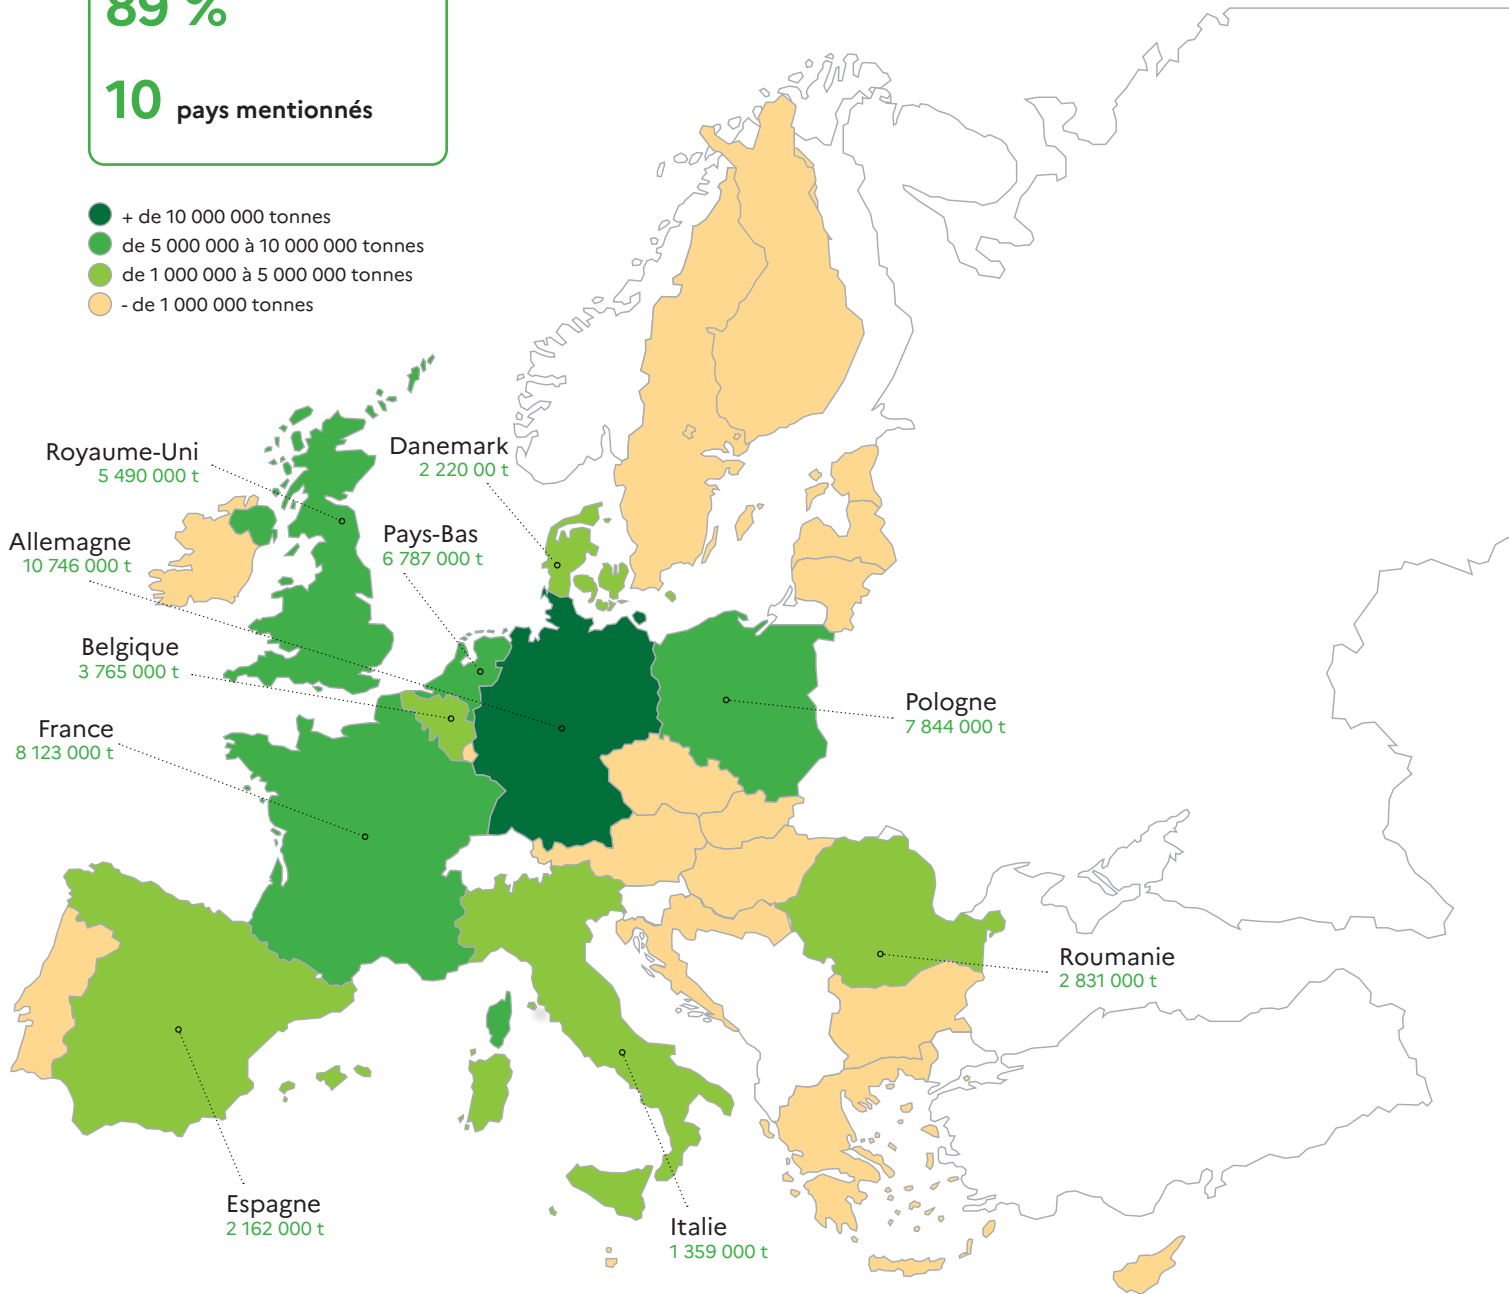 89 %
10 pays mentionnés
+ de 10 000 000 tonnes
de 5 000 000 à 10 000 000 tonnes
de 1 000 000 à 5 000 000 tonnes
- de 1 000 000 tonnes
Royaume-Uni
5 490 000 t
Danemark
2 220 00 t
Allemagne
10 746 000 t
Pays-Bas
6 787 000 t
Belgique
3 765 000 t
France
8 123 000 t
Pologne
7 844 000 t
Roumanie
2 831 000 t
Espagne
2 162 000 t
Italie
1 359 000 t